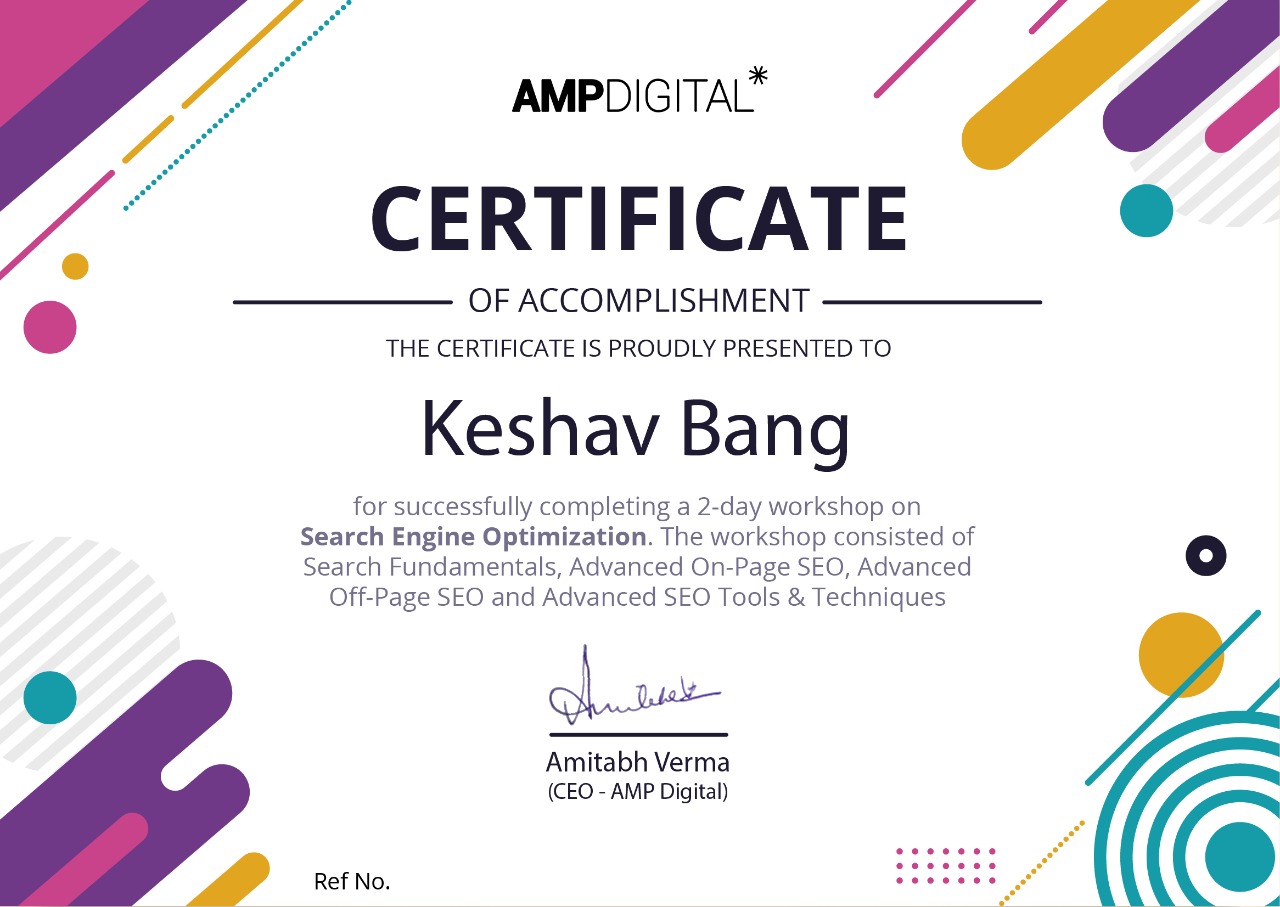 AMPDIGITAL*
CERTIFICATE
OF ACCOMPLISHMENT
THE CERTIFICATE IS PROUDLY PRESENTED TO
Keshav Bang
for successfully completing a 2-day workshop on
Search Engine Optimization. The workshop consisted of
Search Fundamentals, Advanced On-Page SEO, Advanced
Off-Page SEO and Advanced SEO Tools & Techniques
Amitabh Verma
(CEO - AMP Digital)
Ref No.